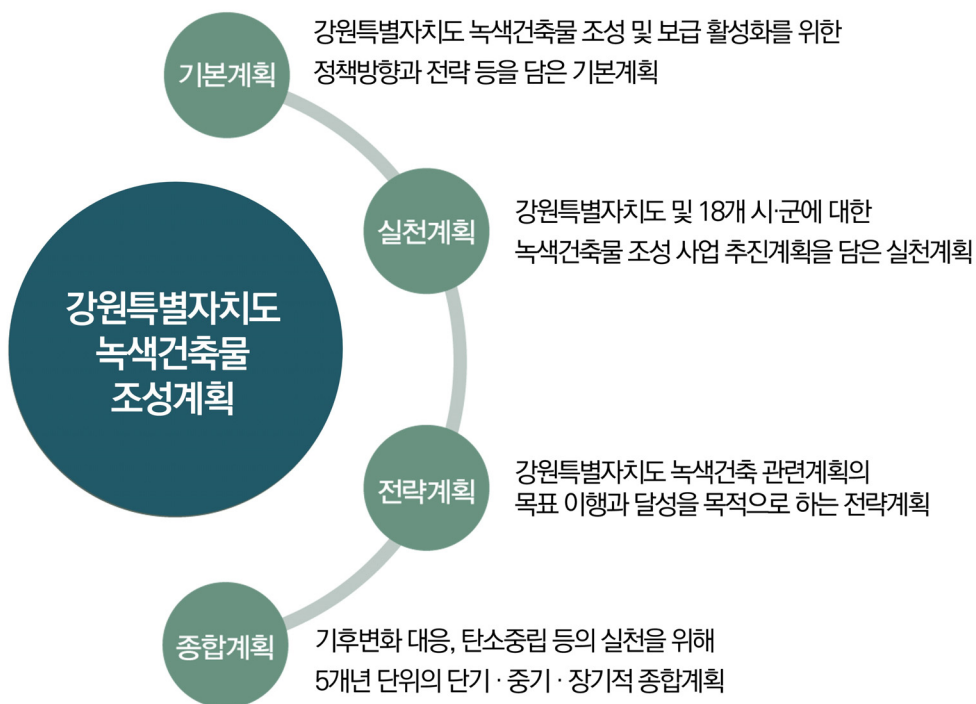 기본계획
강원특별자치도 녹색건축물 조성 및 보급 활성화를 위한
정책방향과 전략 등을 담은 기본계획
실천계획
강원특별자치도 및 18개 시·군에 대한
녹색건축물 조성 사업 추진계획을 담은 실천계획
강원특별자치도
녹색건축물
조성계획
전략계획
강원특별자치도 녹색건축 관련계획의
목표 이행과 달성을 목적으로 하는 전략계획
종합계획
기후변화 대응, 탄소중립 등의 실천을 위해
5개년 단위의 단기 · 중기 · 장기적 종합계획